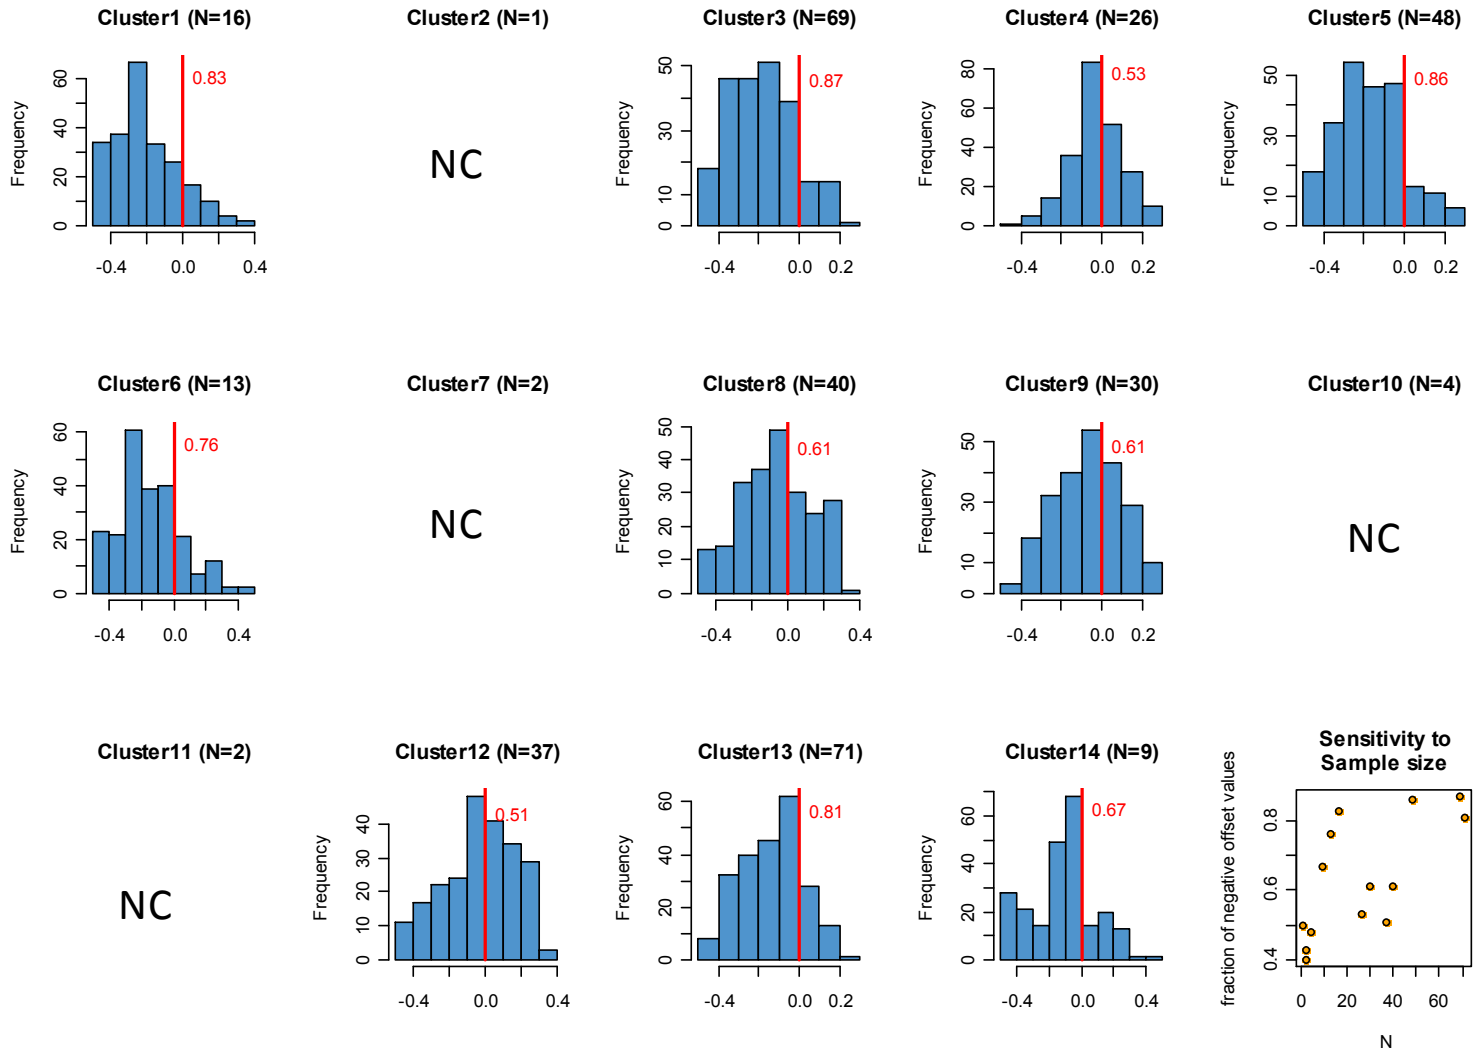 Cluster1 (N=16)
Frequency
0 20 40 60
0.83
-0.4 0.0 0.4
Cluster2 (N=1)
NC
Cluster3 (N=69)
Frequency
0 10 30 50
0.87
-0.4 0.0 0.2
Cluster4 (N=26)
Frequency
0 20 40 60 80
0.53
-0.4 0.0 0.2
Cluster5 (N=48)
Frequency
0 10 30 50
0.86
-0.4 0.0 0.2
Cluster6 (N=13)
Frequency
0 20 40 60
0.76
-0.4 0.0 0.4
Cluster7 (N=2)
NC
Cluster8 (N=40)
Frequency
0 10 20 30 40 50
0.61
-0.4 0.0 0.4
Cluster9 (N=30)
Frequency
0 10 30 50
0.61
-0.4 0.0 0.2
Cluster10 (N=4)
NC
Cluster11 (N=2)
NC
Cluster12 (N=37)
Frequency
0 10 20 30 40
0.51
-0.4 0.0 0.4
Cluster13 (N=71)
Frequency
0 20 40 60
0.81
-0.4 0.0 0.2
Cluster14 (N=9)
Frequency
0 20 40 60
0.67
-0.4 0.0 0.4
Sensitivity to
Sample size
fraction of negative offset values
0.4 0.6 0.8
0 20 40 60
N